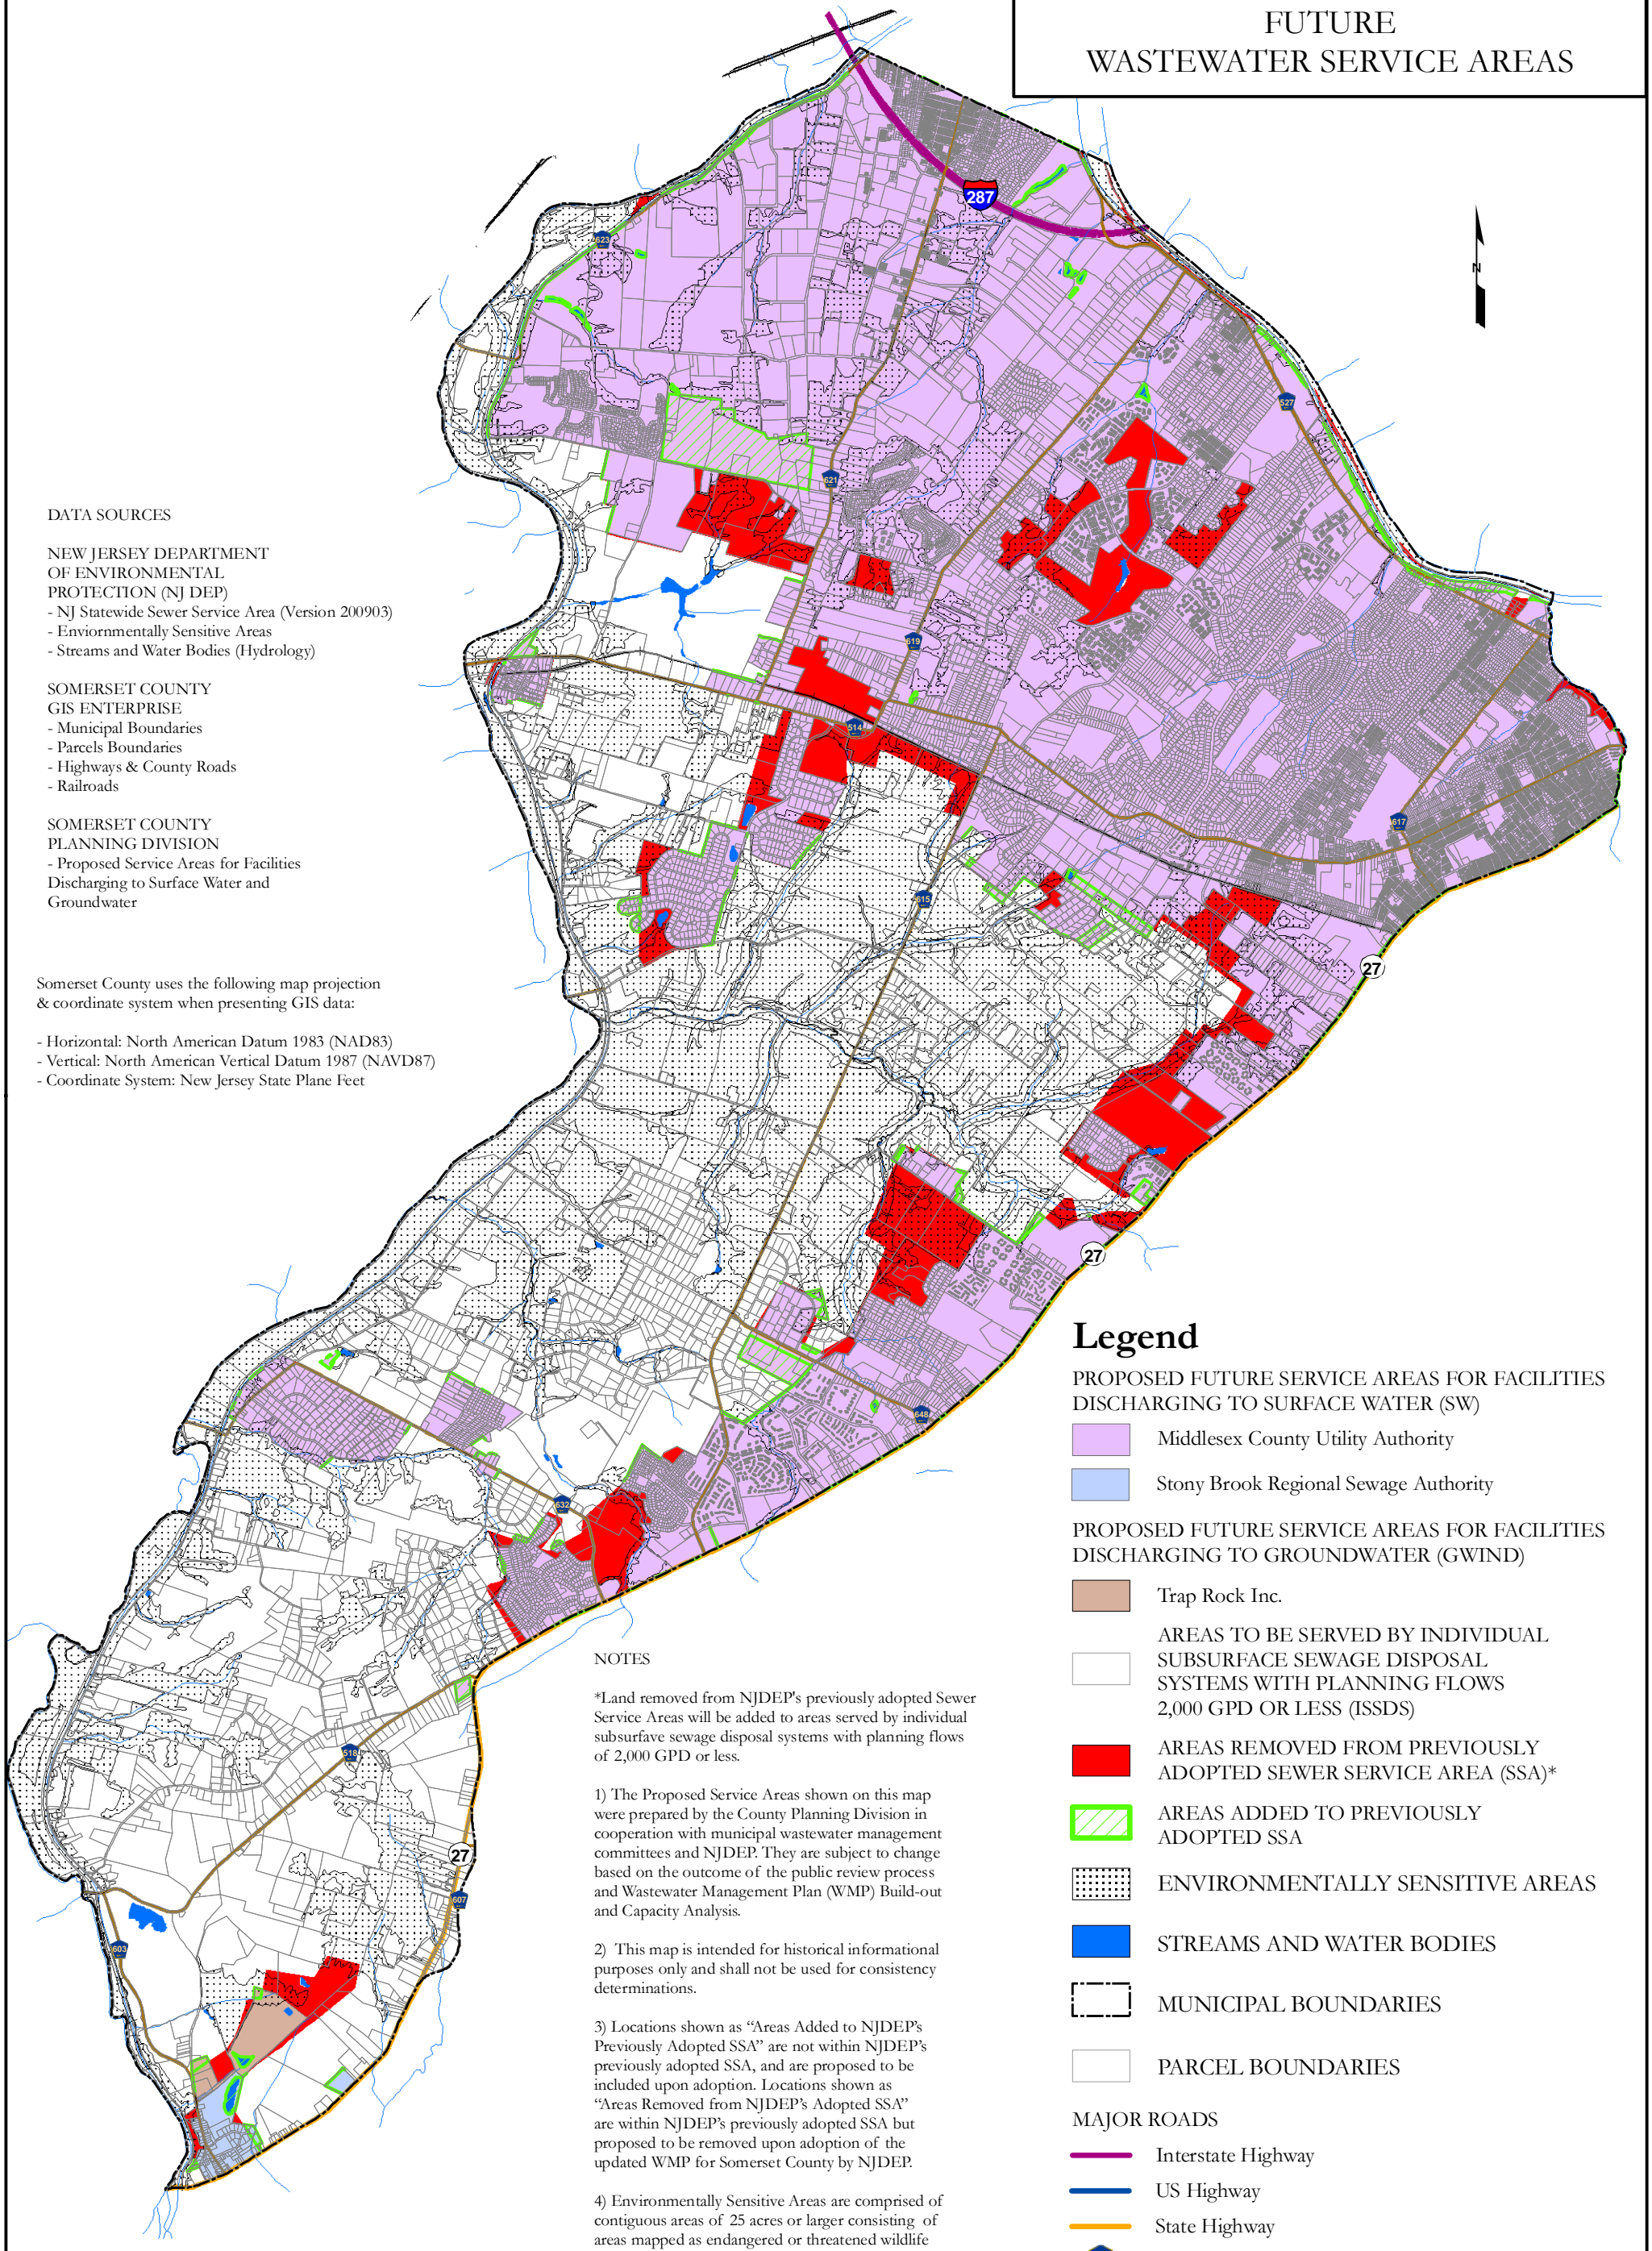 FUTURE
WASTEWATER SERVICE AREAS
287
623
N
527
621
DATA SOURCES
NEW JERSEY DEPARTMENT
OF ENVIRONMENTAL
PROTECTION (NJ DEP)
- NJ Statewide Sewer Service Area (Version 200903)
- Enviornmentally Sensitive Areas
- Streams and Water Bodies (Hydrology)
SOMERSET COUNTY
GIS ENTERPRISE
- Municipal Boundaries
- Parcels Boundaries
- Highways & County Roads
- Railroads
SOMERSET COUNTY
PLANNING DIVISION
- Proposed Service Areas for Facilities
Discharging to Surface Water and
Groundwater
619
514
617
615
27
Somerset County uses the following map projection
& coordinate system when presenting GIS data:
- Horizontal: North American Datum 1983 (NAD83)
- Vertical: North American Vertical Datum 1987 (NAVD87)
- Coordinate System: New Jersey State Plane Feet
27
648
632
518
27
607
603
NOTES
*Land removed from NJDEP's previously adopted Sewer
Service Areas will be added to areas served by individual
subsurfave sewage disposal systems with planning flows
of 2,000 GPD or less.
1) The Proposed Service Areas shown on this map
were prepared by the County Planning Division in
cooperation with municipal wastewater management
committees and NJDEP. They are subject to change
based on the outcome of the public review process
and Wastewater Management Plan (WMP) Build-out
and Capacity Analysis.
2) This map is intended for historical informational
purposes only and shall not be used for consistency
determinations.
3) Locations shown as “Areas Added to NJDEP’s
Previously Adopted SSA” are not within NJDEP’s
previously adopted SSA, and are proposed to be
included upon adoption. Locations shown as
“Areas Removed from NJDEP’s Adopted SSA”
are within NJDEP’s previously adopted SSA but
proposed to be removed upon adoption of the
updated WMP for Somerset County by NJDEP.
4) Environmentally Sensitive Areas are comprised of
contiguous areas of 25 acres or larger consisting of
areas mapped as endangered or threatened wildlife
Legend
PROPOSED FUTURE SERVICE AREAS FOR FACILITIES
DISCHARGING TO SURFACE WATER (SW)
Middlesex County Utility Authority
Stony Brook Regional Sewage Authority
PROPOSED FUTURE SERVICE AREAS FOR FACILITIES
DISCHARGING TO GROUNDWATER (GWIND)
Trap Rock Inc.
AREAS TO BE SERVED BY INDIVIDUAL
SUBSURFACE SEWAGE DISPOSAL
SYSTEMS WITH PLANNING FLOWS
2,000 GPD OR LESS (ISSDS)
AREAS REMOVED FROM PREVIOUSLY
ADOPTED SEWER SERVICE AREA (SSA)*
AREAS ADDED TO PREVIOUSLY
ADOPTED SSA
ENVIRONMENTALLY SENSITIVE AREAS
STREAMS AND WATER BODIES
MUNICIPAL BOUNDARIES
PARCEL BOUNDARIES
MAJOR ROADS
Interstate Highway
US Highway
State Highway